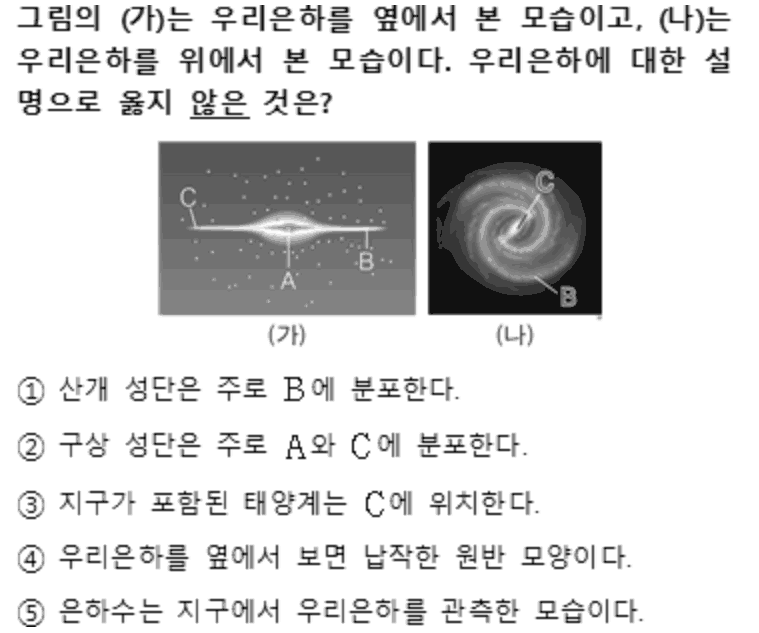 그림의 (가)는 우리은하를 옆에서 본 모습이고, (나)는
우리은하를 위에서 본 모습이다. 우리은하에 대한 설
명으로 옳지 않은 것은?
C
A
B
C
B
(가)
(나)
① 산개 성단은 주로 B에 분포한다.
② 구상 성단은 주로 A와 C에 분포한다.
③ 지구가 포함된 태양계는 C에 위치한다.
④ 우리은하를 옆에서 보면 납작한 원반 모양이다.
⑤ 은하수는 지구에서 우리은하를 관측한 모습이다.